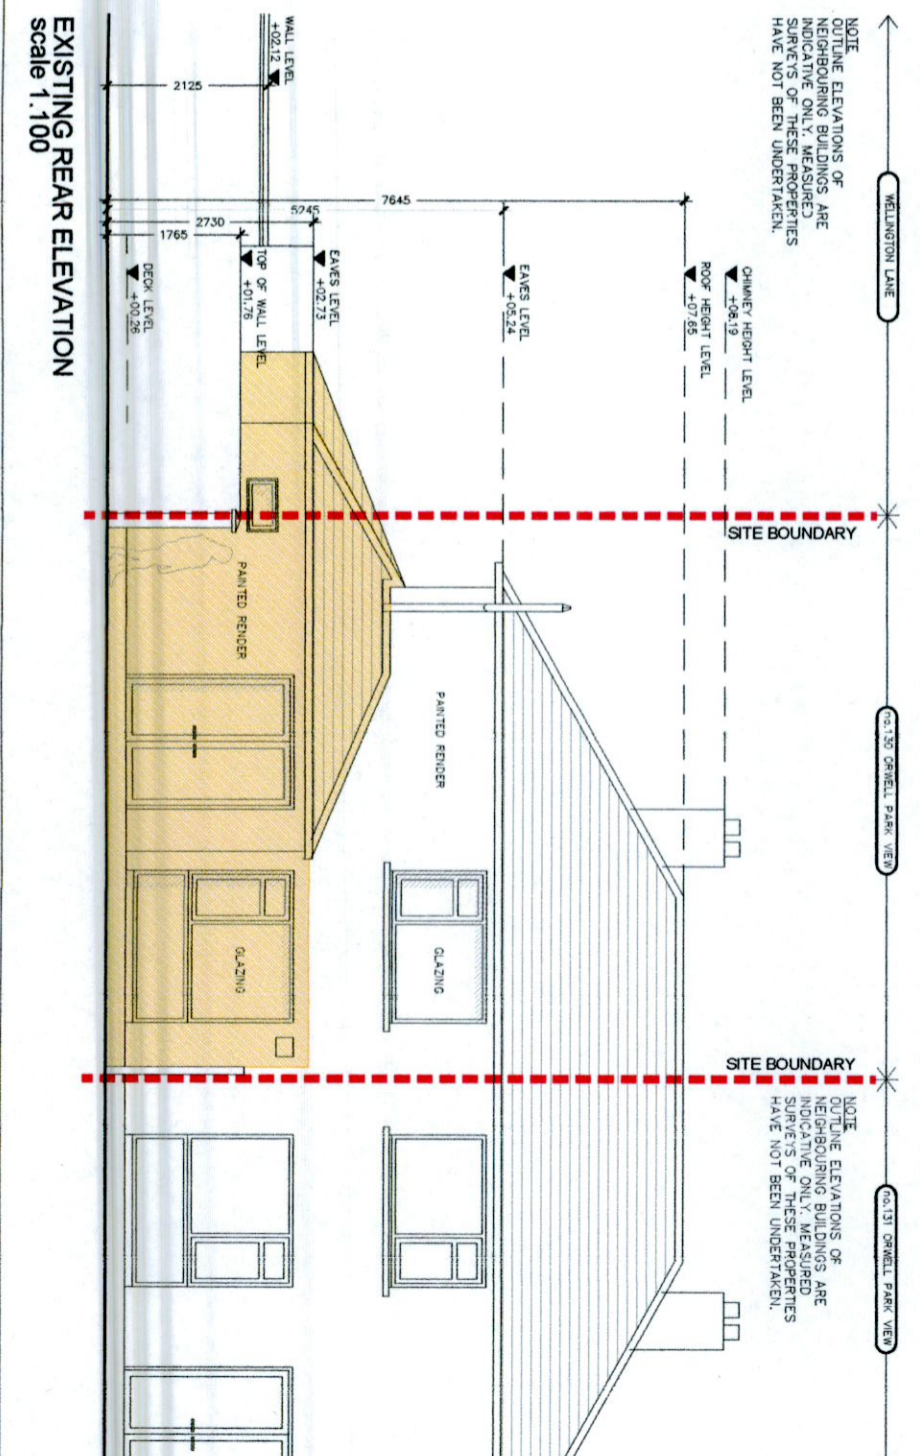 WELLINGTON LANE
no.130 ORWELL PARK VIEW
no.131 ORWELL PARK VIEW
NOTE
OUTLINE ELEVATIONS OF
NEIGHBOURING BUILDINGS ARE
INDICATIVE ONLY. MEASURED
SURVEYS OF THESE PROPERTIES
HAVE NOT BEEN UNDERTAKEN.
SITE BOUNDARY
SITE BOUNDARY
NOTE
OUTLINE ELEVATIONS OF
NEIGHBOURING BUILDINGS ARE
INDICATIVE ONLY. MEASURED
SURVEYS OF THESE PROPERTIES
HAVE NOT BEEN UNDERTAKEN.
CHIMNEY HEIGHT LEVEL
+08.19
ROOF HEIGHT LEVEL
+07.65
EAVES LEVEL
+05.24
EAVES LEVEL
+02.73
WALL LEVEL
+02.12
TOP OF WALL LEVEL
+01.76
DECK LEVEL
+00.26
7645
5245
2730
1765
2125
PAINTED RENDER
GLAZING
PAINTED RENDER
GLAZING
EXISTING REAR ELEVATION
scale 1.100